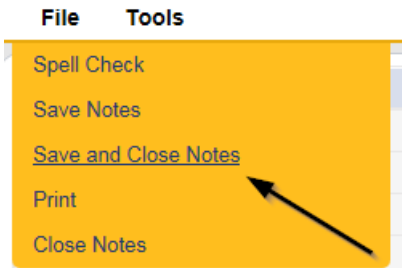 File Tools
Spell Check
Save Notes
Save and Close Notes
Print
Close Notes